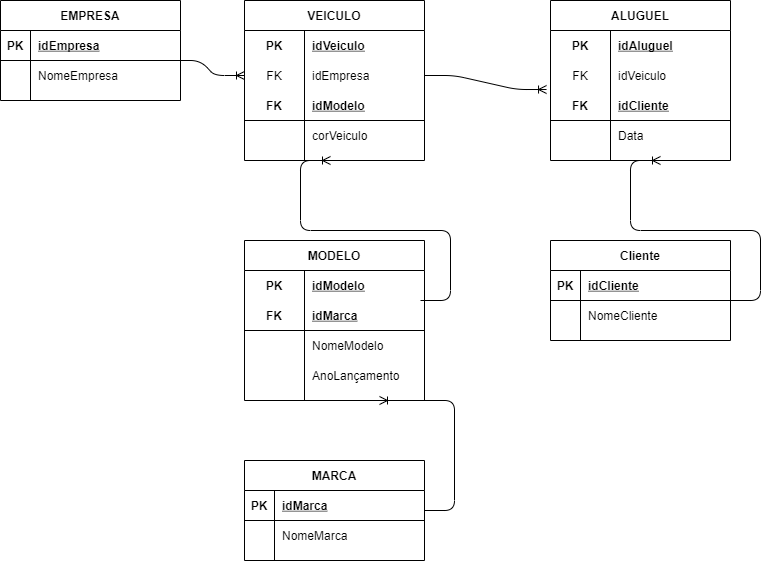 EMPRESA
PK idEmpresa
NomeEmpresa
VEICULO
PK idVeiculo
FK idEmpresa
FK idModelo
corVeiculo
ALUGUEL
PK idAluguel
FK idVeiculo
FK idCliente
Data
MODELO
PK idModelo
FK idMarca
NomeModelo
AnoLançamento
Cliente
PK idCliente
NomeCliente
MARCA
PK idMarca
NomeMarca